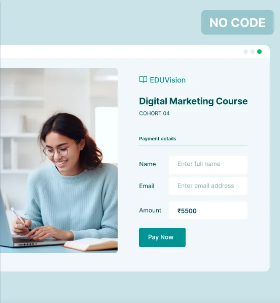 NO CODE
EDUVision
Digital Marketing Course
COHORT 04
Payment details
Name Enter full name
Email Enter email address
Amount ₹5500
Pay Now